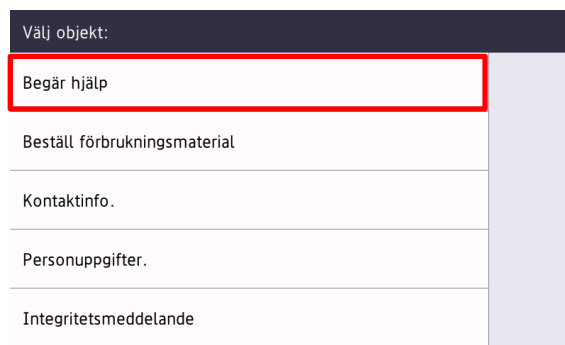 Välj objekt:
Begär hjälp
Beställ förbrukningsmaterial
Kontaktinfo.
Personuppgifter.
Integritetsmeddelande